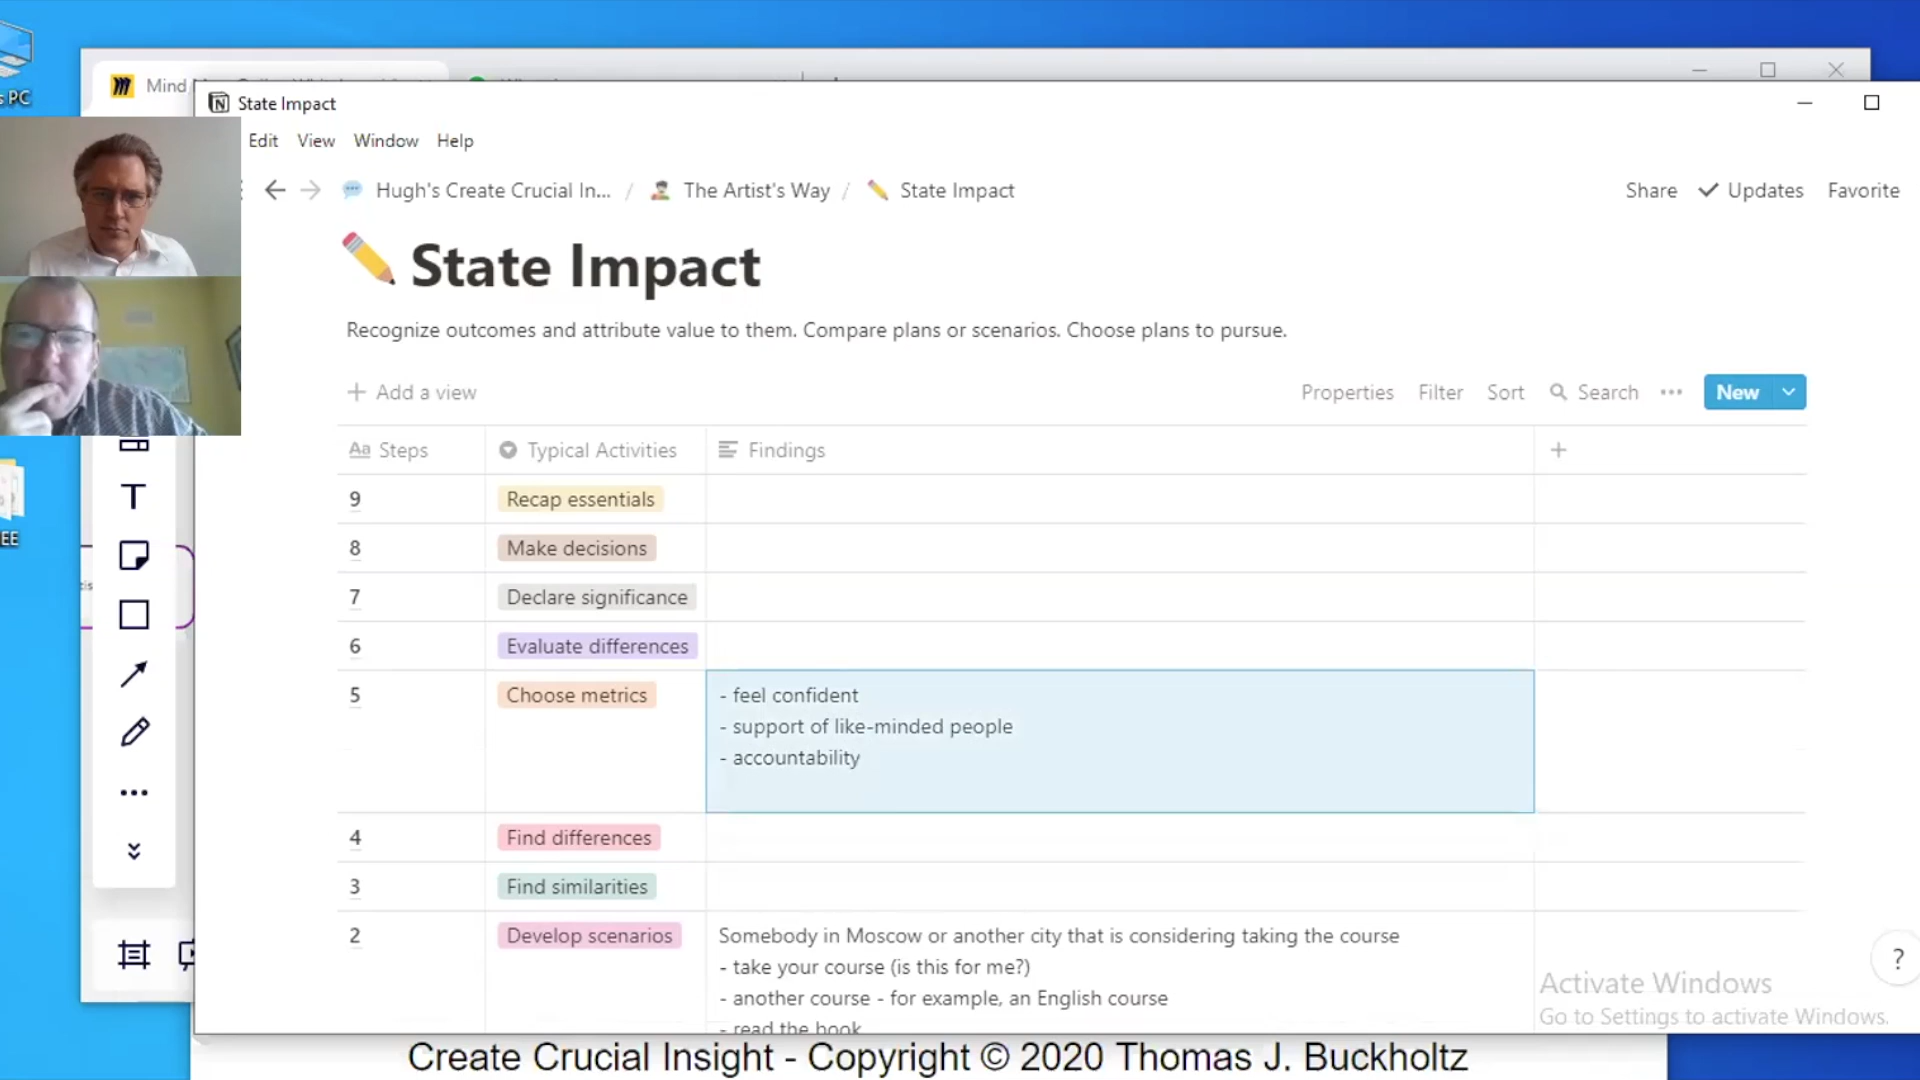 s PC
Mind
State Impact
Edit View Window Help
Hugh's Create Crucial In... / The Artist's Way / State Impact
Share Updates Favorite
State Impact
Recognize outcomes and attribute value to them. Compare plans or scenarios. Choose plans to pursue.
Add a view
Properties Filter Sort Search New
Aa Steps Typical Activities Findings
9 Recap essentials
8 Make decisions
7 Declare significance
6 Evaluate differences
5 Choose metrics
- feel confident
- support of like-minded people
- accountability
4 Find differences
3 Find similarities
2 Develop scenarios
Somebody in Moscow or another city that is considering taking the course
- take your course (is this for me?)
- another course - for example, an English course
- read the book
T
EE
tis
?
Activate Windows
Go to Settings to activate Windows.
Create Crucial Insight - Copyright © 2020 Thomas J. Buckholtz